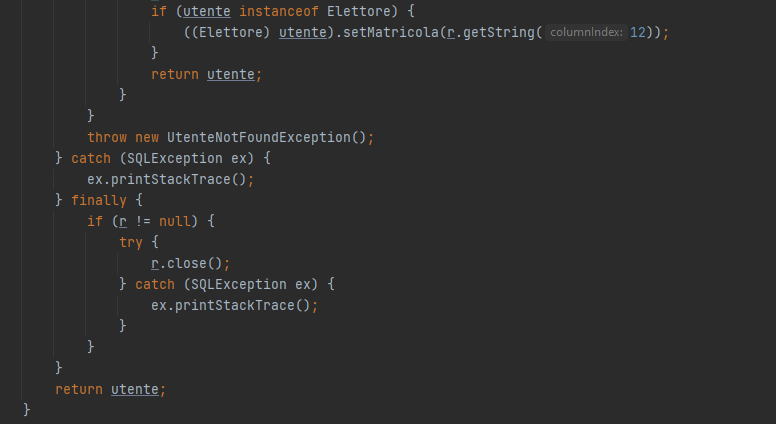 if (utente instanceof Elettore) {
((Elettore) utente).setMatricola(r.getString( columnIndex: 12));
}
return utente;
}
}
throw new UtenteNotFoundException();
} catch (SQLException ex) {
ex.printStackTrace();
} finally {
if (r != null) {
try {
r.close();
} catch (SQLException ex) {
ex.printStackTrace();
}
}
}
return utente;
}